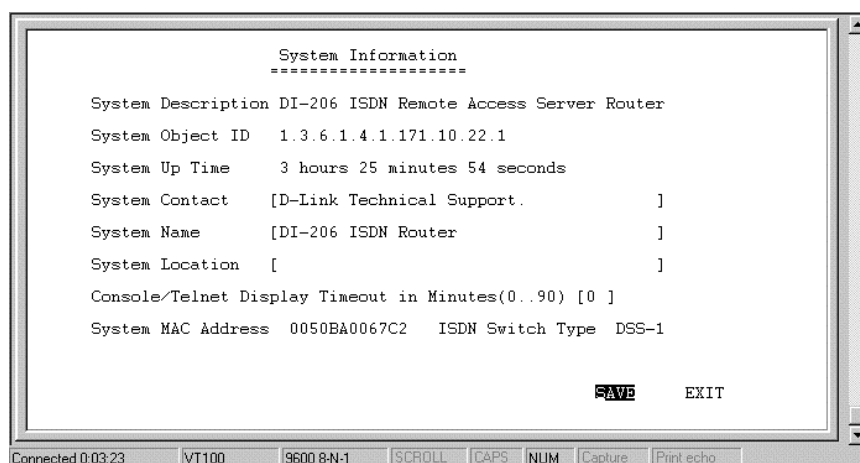 System Information
====================
System Description DI-206 ISDN Remote Access Server Router
System Object ID 1.3.6.1.4.1.171.10.22.1
System Up Time 3 hours 25 minutes 54 seconds
System Contact [D-Link Technical Support. ]
System Name [DI-206 ISDN Router ]
System Location [ ]
Console/Telnet Display Timeout in Minutes(0..90) [0 ]
System MAC Address 0050BA0067C2 ISDN Switch Type DSS-1
SAVE EXIT
Connected 0:03:23 VT100 9600 8-N-1 SCROLL CAPS NUM Capture Print echo